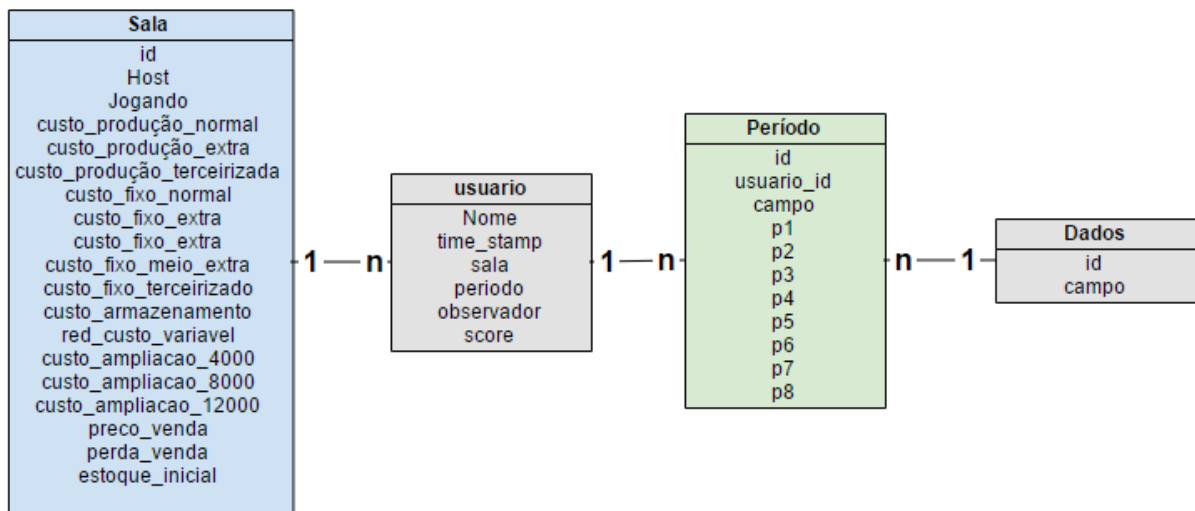 Sala
id
Host
Jogando
custo_produção_normal
custo_produção_extra
custo_produção_terceirizada
custo_fixo_normal
custo_fixo_extra
custo_fixo_extra
custo_fixo_meio_extra
custo_fixo_terceirizado
custo_armazenamento
red_custo_variavel
custo_ampliacao_4000
custo_ampliacao_8000
custo_ampliacao_12000
preco_venda
perda_venda
estoque_inicial
1 n
usuario
Nome
time_stamp
sala
periodo
observador
score
1 n
Período
id
usuario_id
campo
p1
p2
p3
p4
p5
p6
p7
p8
n 1
Dados
id
campo